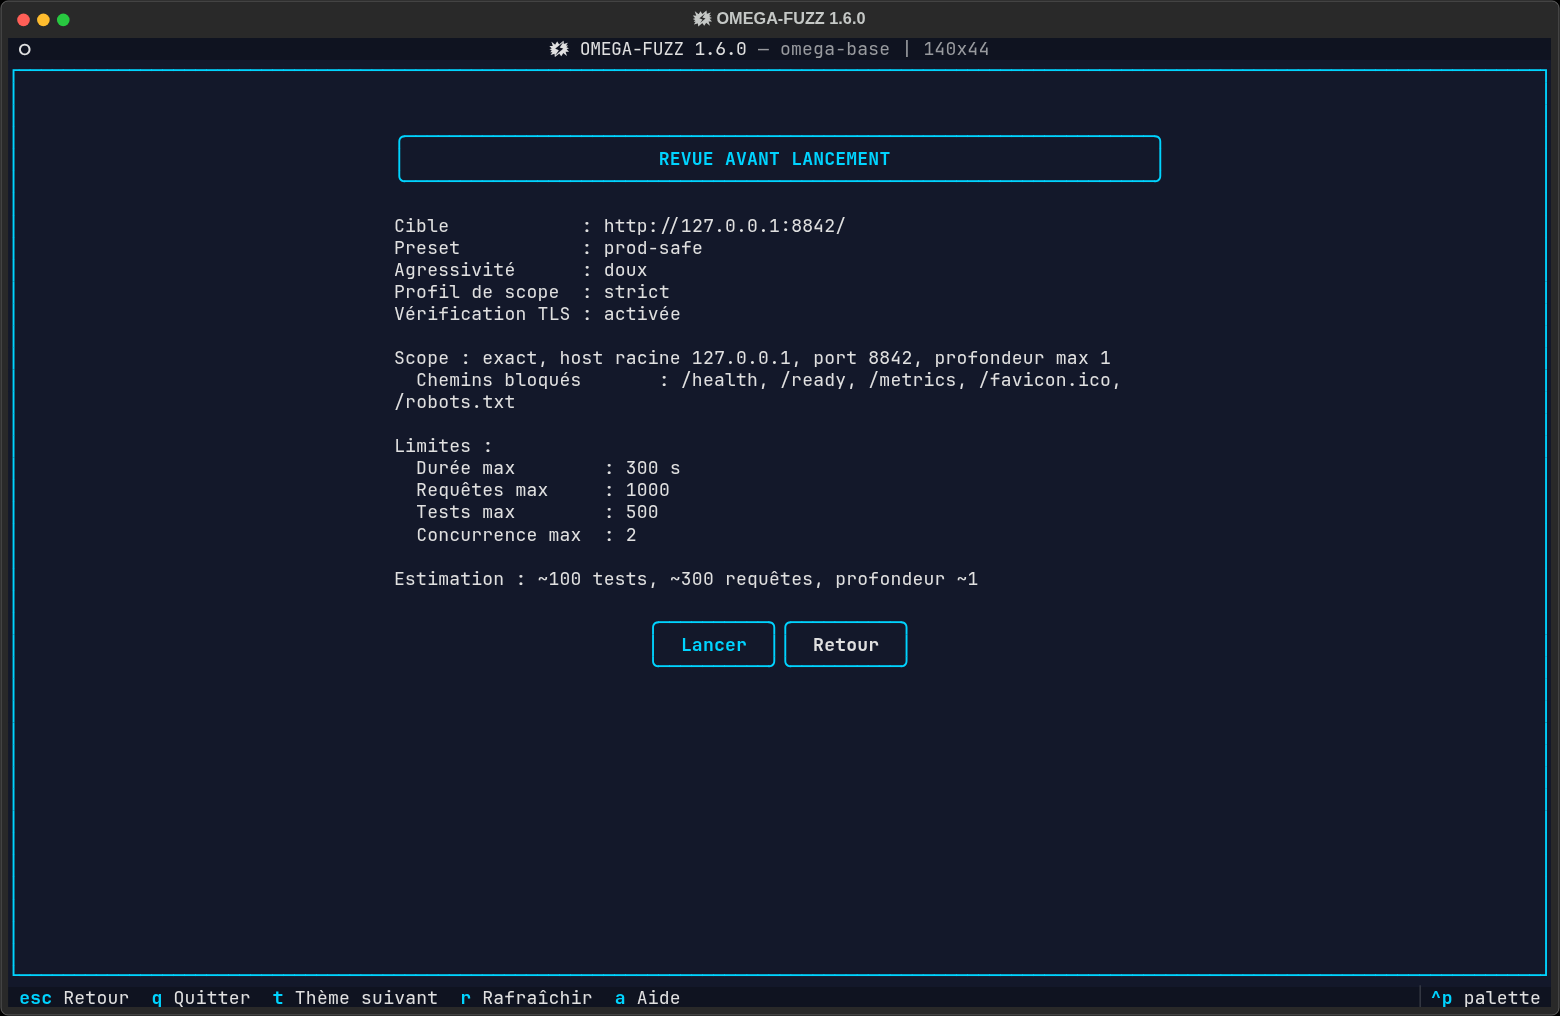 OMEGA-FUZZ 1.6.0
OMEGA-FUZZ 1.6.0 — omega-base | 140x44
REVUE AVANT LANCEMENT
Cible : http://127.0.0.1:8842/
Preset : prod-safe
Agressivité : doux
Profil de scope : strict
Vérification TLS : activée
Scope : exact, host racine 127.0.0.1, port 8842, profondeur max 1
Chemins bloqués : /health, /ready, /metrics, /favicon.ico,
/robots.txt
Limites :
Durée max : 300 s
Requêtes max : 1000
Tests max : 500
Concurrence max : 2
Estimation : ~100 tests, ~300 requêtes, profondeur ~1
Lancer Retour
esc Retour q Quitter t Thème suivant r Rafraîchir a Aide ^p palette